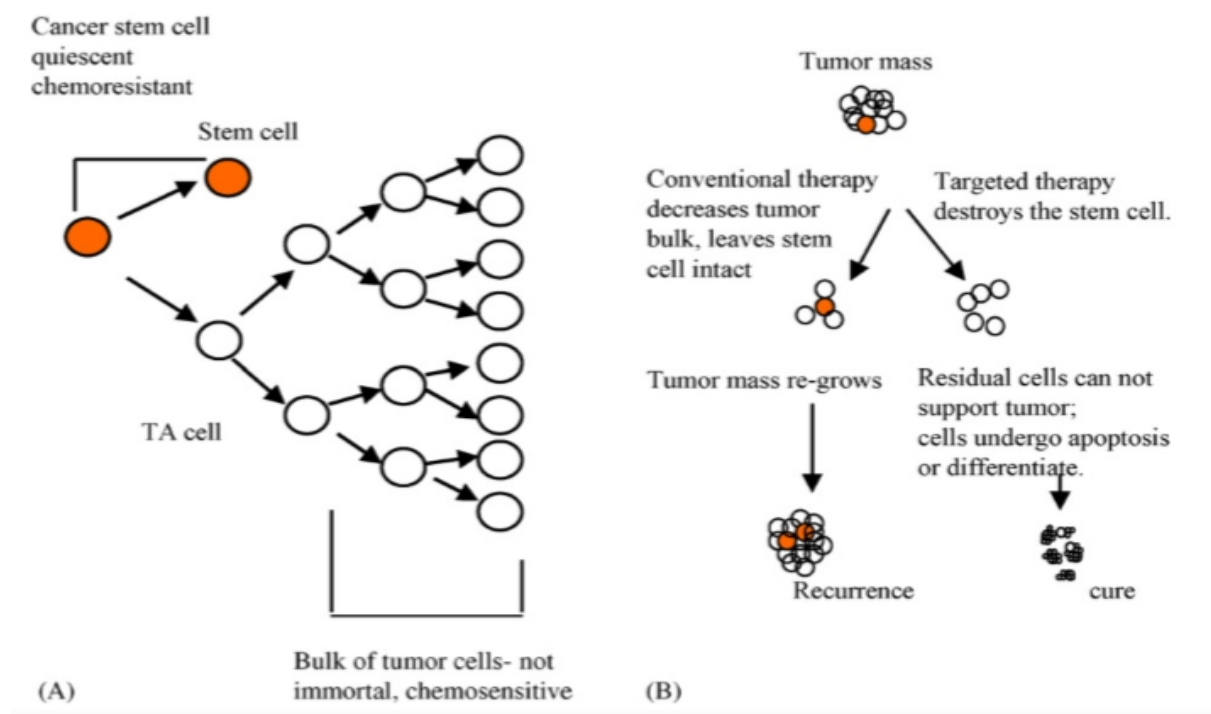 Cancer stem cell
quiescent
chemoresistant
Stem cell
TA cell
Bulk of tumor cells- not
immortal, chemosensitive
(A)
Tumor mass
Conventional therapy
decreases tumor
bulk, leaves stem
cell intact
Targeted therapy
destroys the stem cell.
Tumor mass re-grows
Residual cells can not
support tumor;
cells undergo apoptosis
or differentiate.
Recurrence
cure
(B)